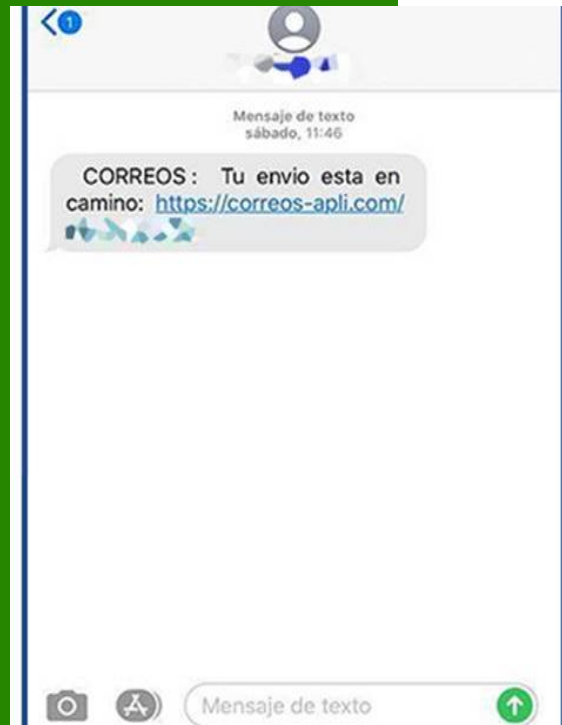 1
Mensaje de texto
sábado, 11:46
CORREOS : Tu envio esta en
camino: https://correos-apli.com/
Mensaje de texto